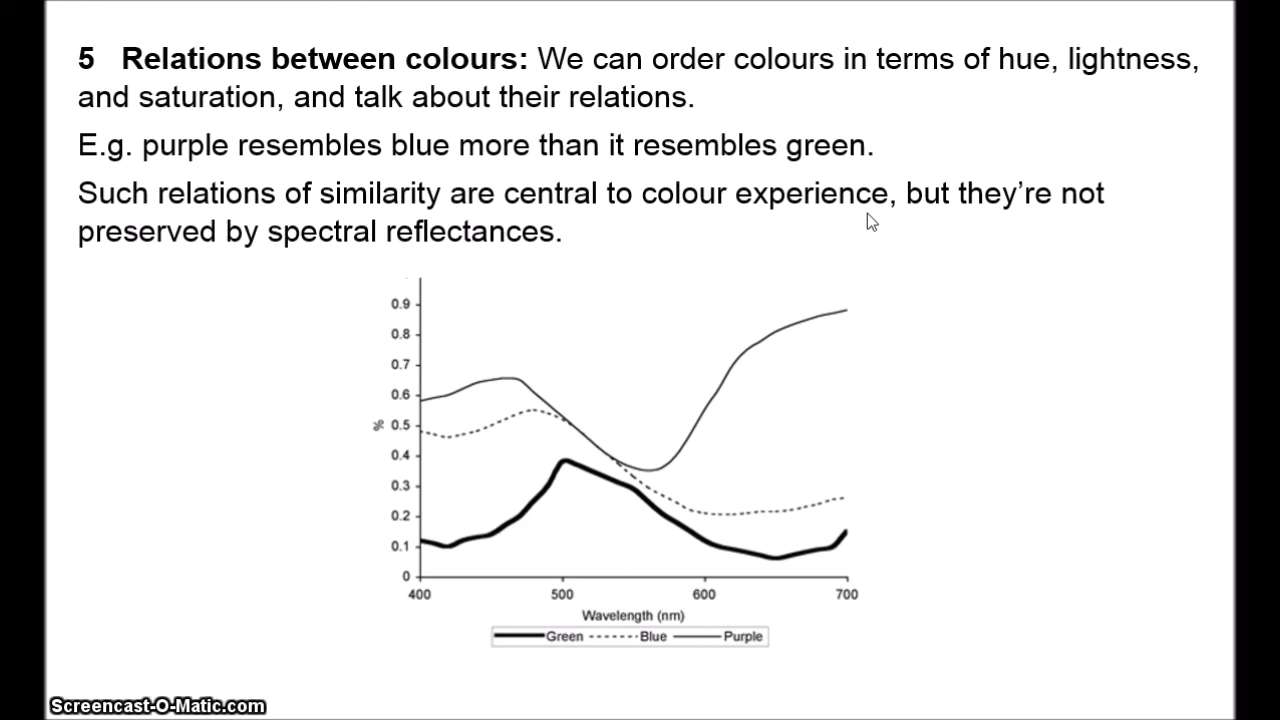 5 Relations between colours: We can order colours in terms of hue, lightness,
and saturation, and talk about their relations.
E.g. purple resembles blue more than it resembles green.
Such relations of similarity are central to colour experience, but they’re not
preserved by spectral reflectances.
0.9
0.8
0.7
0.6
%
0.5
0.4
0.3
0.2
0.1
0
400 500 600 700
Wavelength (nm)
Green Blue Purple
Screencast-O-Matic.com